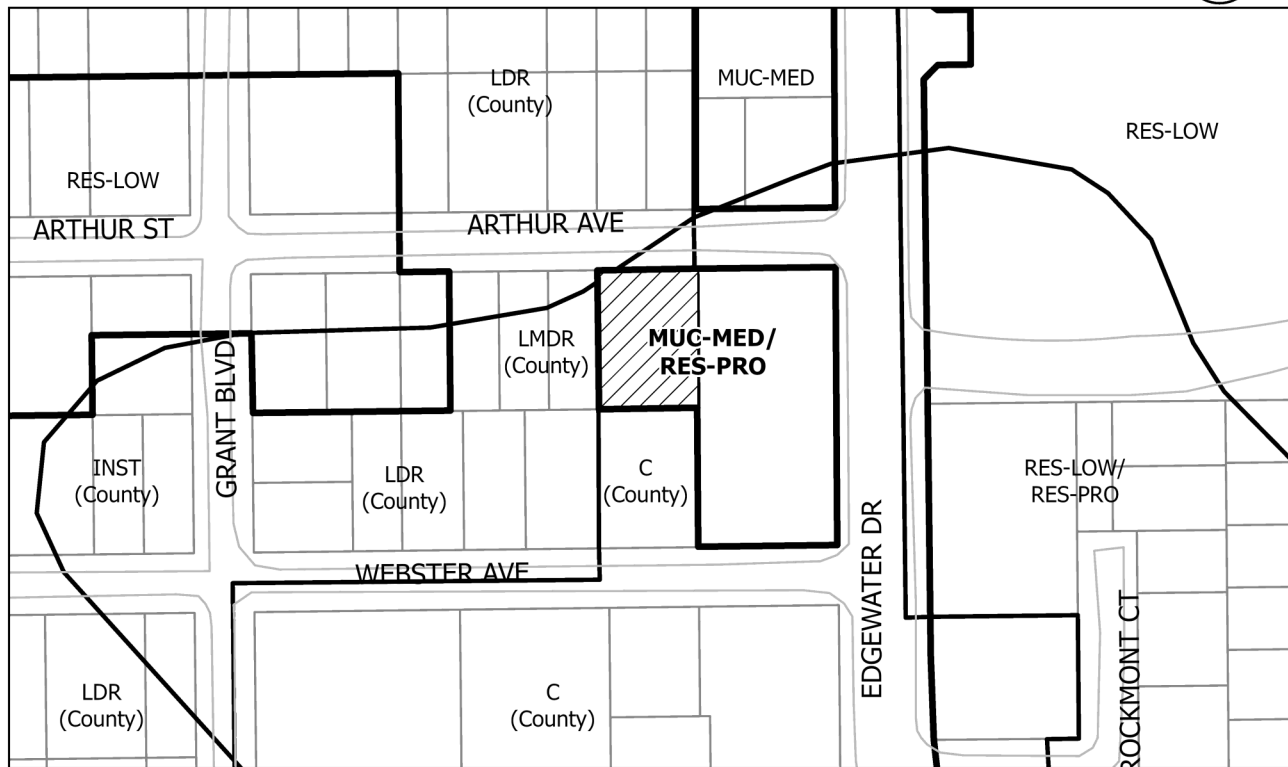 LDR
(County)
MUC-MED
RES-LOW
RES-LOW
ARTHUR ST
ARTHUR AVE
LMDR
(County)
MUC-MED/
RES-PRO
GRANT BLVD
INST
(County)
LDR
(County)
C
(County)
RES-LOW/
RES-PRO
EDGEWATER DR
WEBSTER AVE
ROCKMONT CT
LDR
(County)
C
(County)